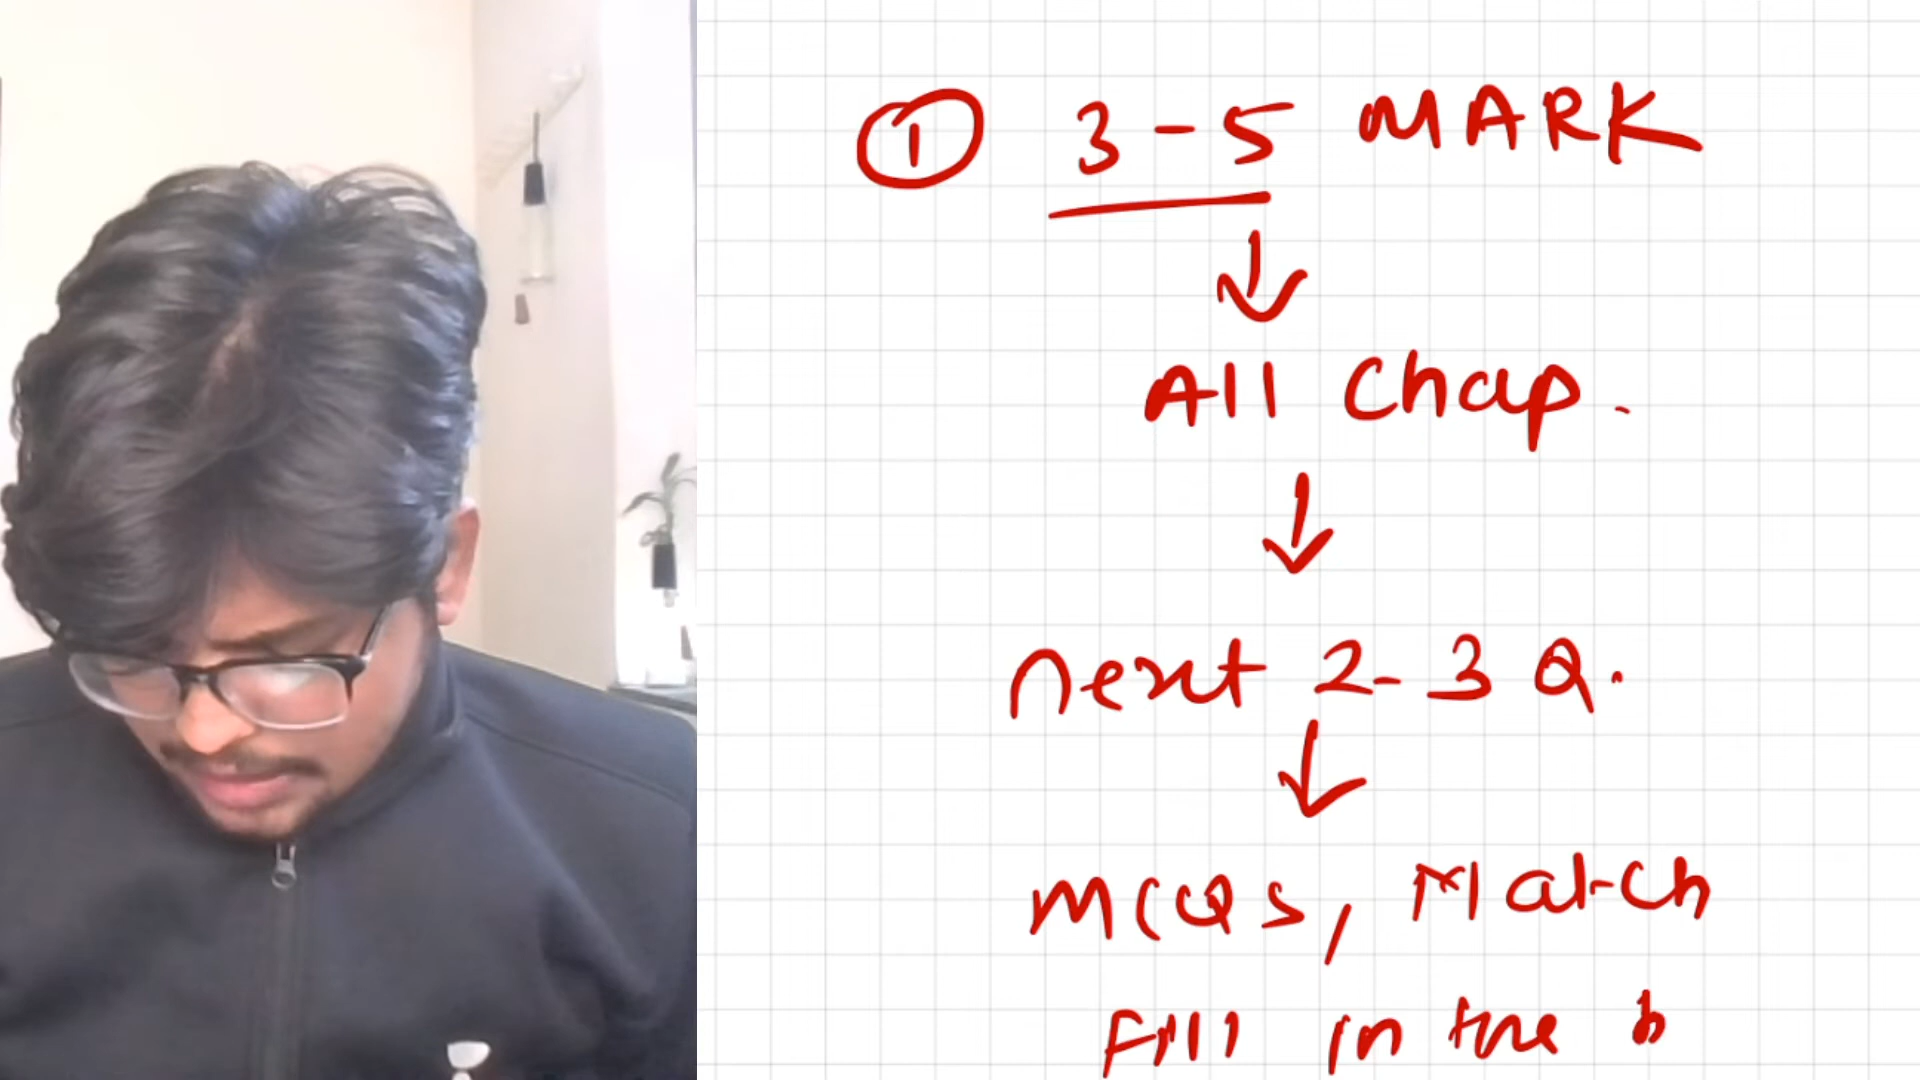 ① 3-5 MARK
All Chap.
next 2-3 Q.
MCQs, Match
Fill in the b